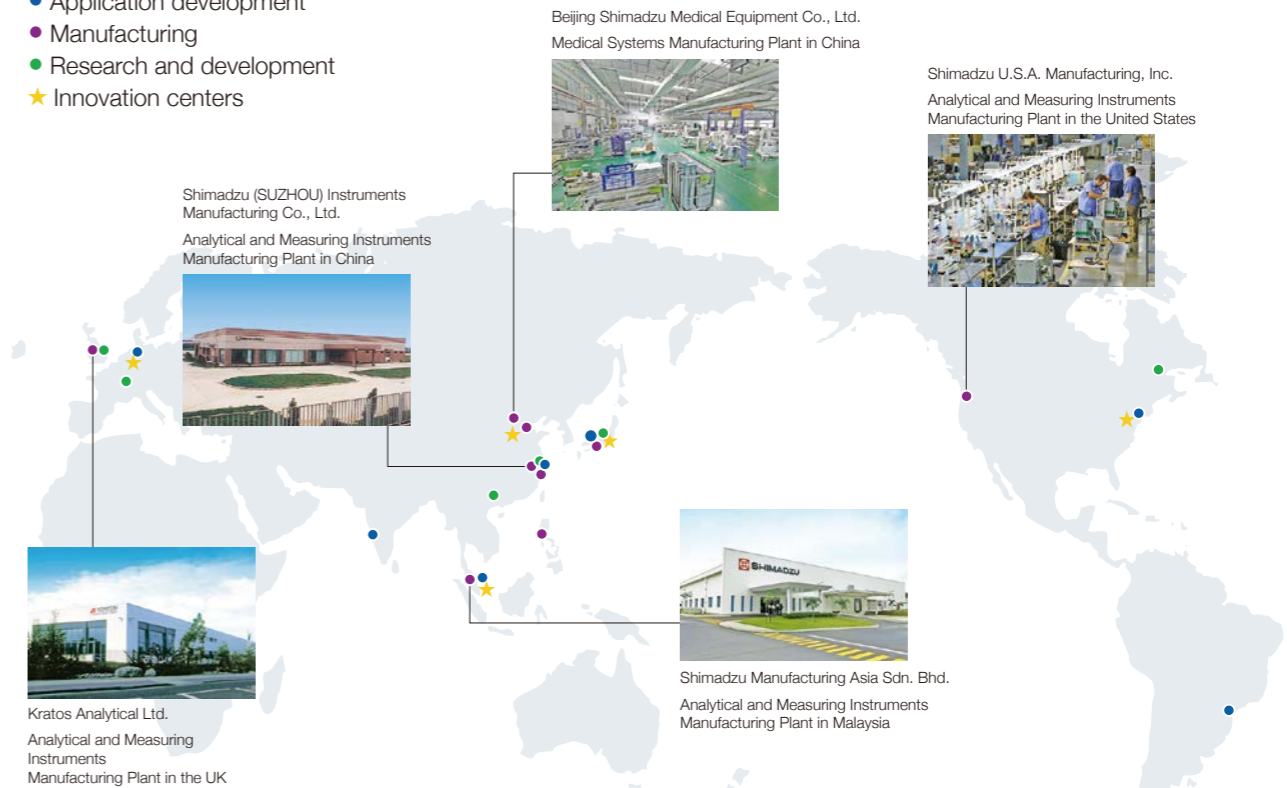 Application development
Manufacturing
Research and development
Innovation centers
Beijing Shimadzu Medical Equipment Co., Ltd.
Medical Systems Manufacturing Plant in China
Shimadzu U.S.A. Manufacturing, Inc.
Analytical and Measuring Instruments
Manufacturing Plant in the United States
Shimadzu (SUZHOU) Instruments
Manufacturing Co., Ltd.
Analytical and Measuring Instruments
Manufacturing Plant in China
SHIMADZU
Shimadzu Manufacturing Asia Sdn. Bhd.
Analytical and Measuring Instruments
Manufacturing Plant in Malaysia
Kratos Analytical Ltd.
Analytical and Measuring
Instruments
Manufacturing Plant in the UK